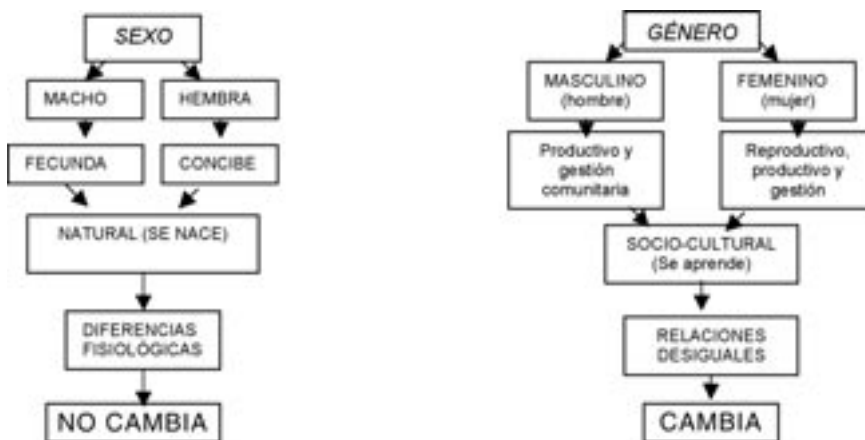 SEXO
MACHO
HEMBRA
FECUNDA
CONCIBE
NATURAL (SE NACE)
DIFERENCIAS
FISIOLÓGICAS
NO CAMBIA
GÉNERO
MASCULINO
(hombre)
FEMENINO
(mujer)
Productivo y
gestión
comunitaria
Reproductivo,
productivo y
gestión
SOCIO-CULTURAL
(Se aprende)
RELACIONES
DESIGUALES
CAMBIA